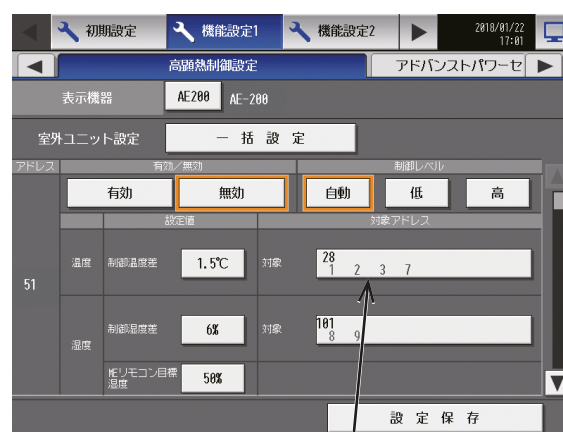 初期設定 機能設定1 機能設定2 2018/01/22 17:01
高顕熱制御設定 アドバンストパワーセ
表示機器 AE200 AE-200
室外ユニット設定 一 括 設 定
アドレス 有効/無効 制御レベル
有効 無効 自動 低 高
設定値 対象アドレス
51
温度 制御温度差 1.5℃ 対象 28
1 2 3 7
湿度 制御湿度差 6% 対象 101
8 9
MEリモコン目標湿度 50%
設 定 保 存